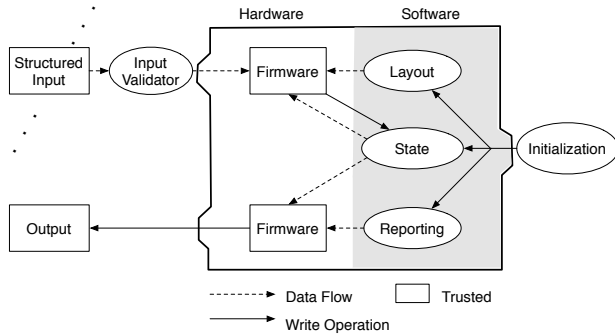 Hardware
Software
Structured
Input
Input
Validator
Firmware
Layout
State
Initialization
Output
Firmware
Reporting
Data Flow
Trusted
Write Operation